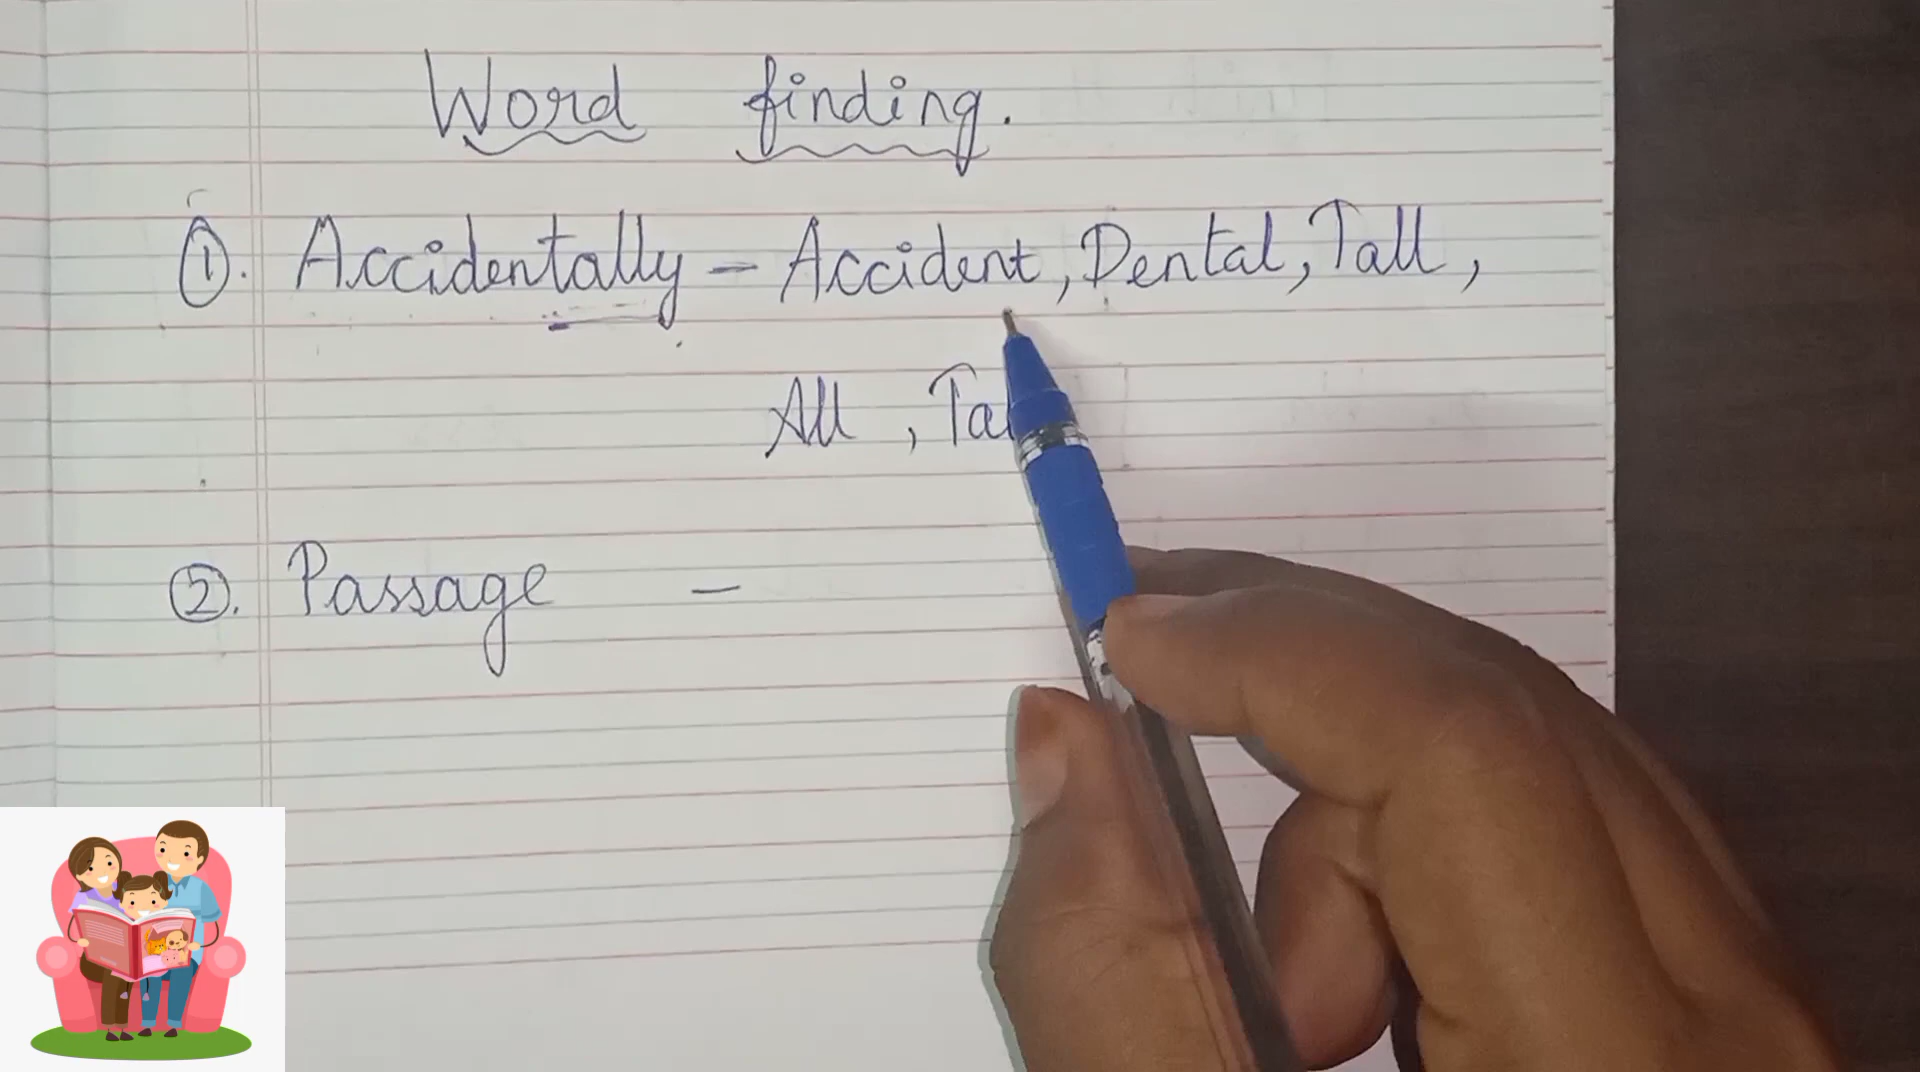 Word finding.
1. Accidentally – Accident, Dental, Tall,
All ,
2. Passage –